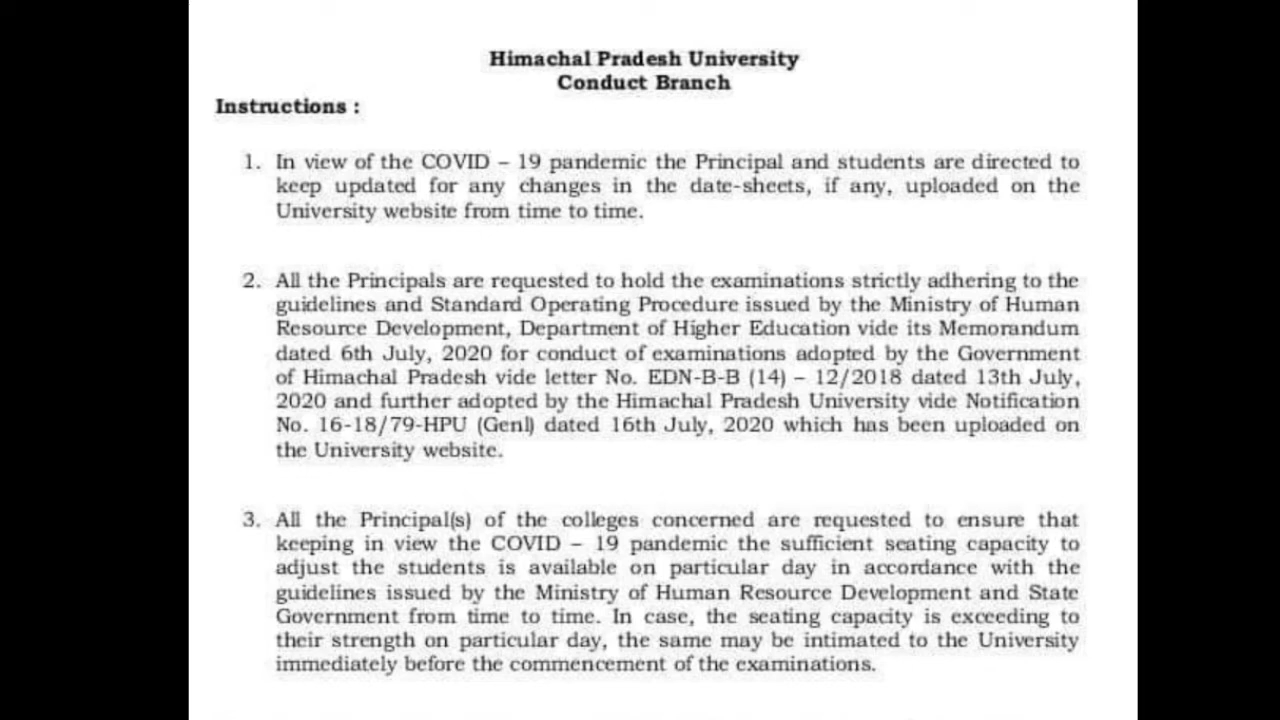 Himachal Pradesh University
Conduct Branch
Instructions :
1. In view of the COVID – 19 pandemic the Principal and students are directed to
keep updated for any changes in the date-sheets, if any, uploaded on the
University website from time to time.
2. All the Principals are requested to hold the examinations strictly adhering to the
guidelines and Standard Operating Procedure issued by the Ministry of Human
Resource Development, Department of Higher Education vide its Memorandum
dated 6th July, 2020 for conduct of examinations adopted by the Government
of Himachal Pradesh vide letter No. EDN-B-B (14) – 12/2018 dated 13th July,
2020 and further adopted by the Himachal Pradesh University vide Notification
No. 16-18/79-HPU (Genl) dated 16th July, 2020 which has been uploaded on
the University website.
3. All the Principal(s) of the colleges concerned are requested to ensure that
keeping in view the COVID – 19 pandemic the sufficient seating capacity to
adjust the students is available on particular day in accordance with the
guidelines issued by the Ministry of Human Resource Development and State
Government from time to time. In case, the seating capacity is exceeding to
their strength on particular day, the same may be intimated to the University
immediately before the commencement of the examinations.